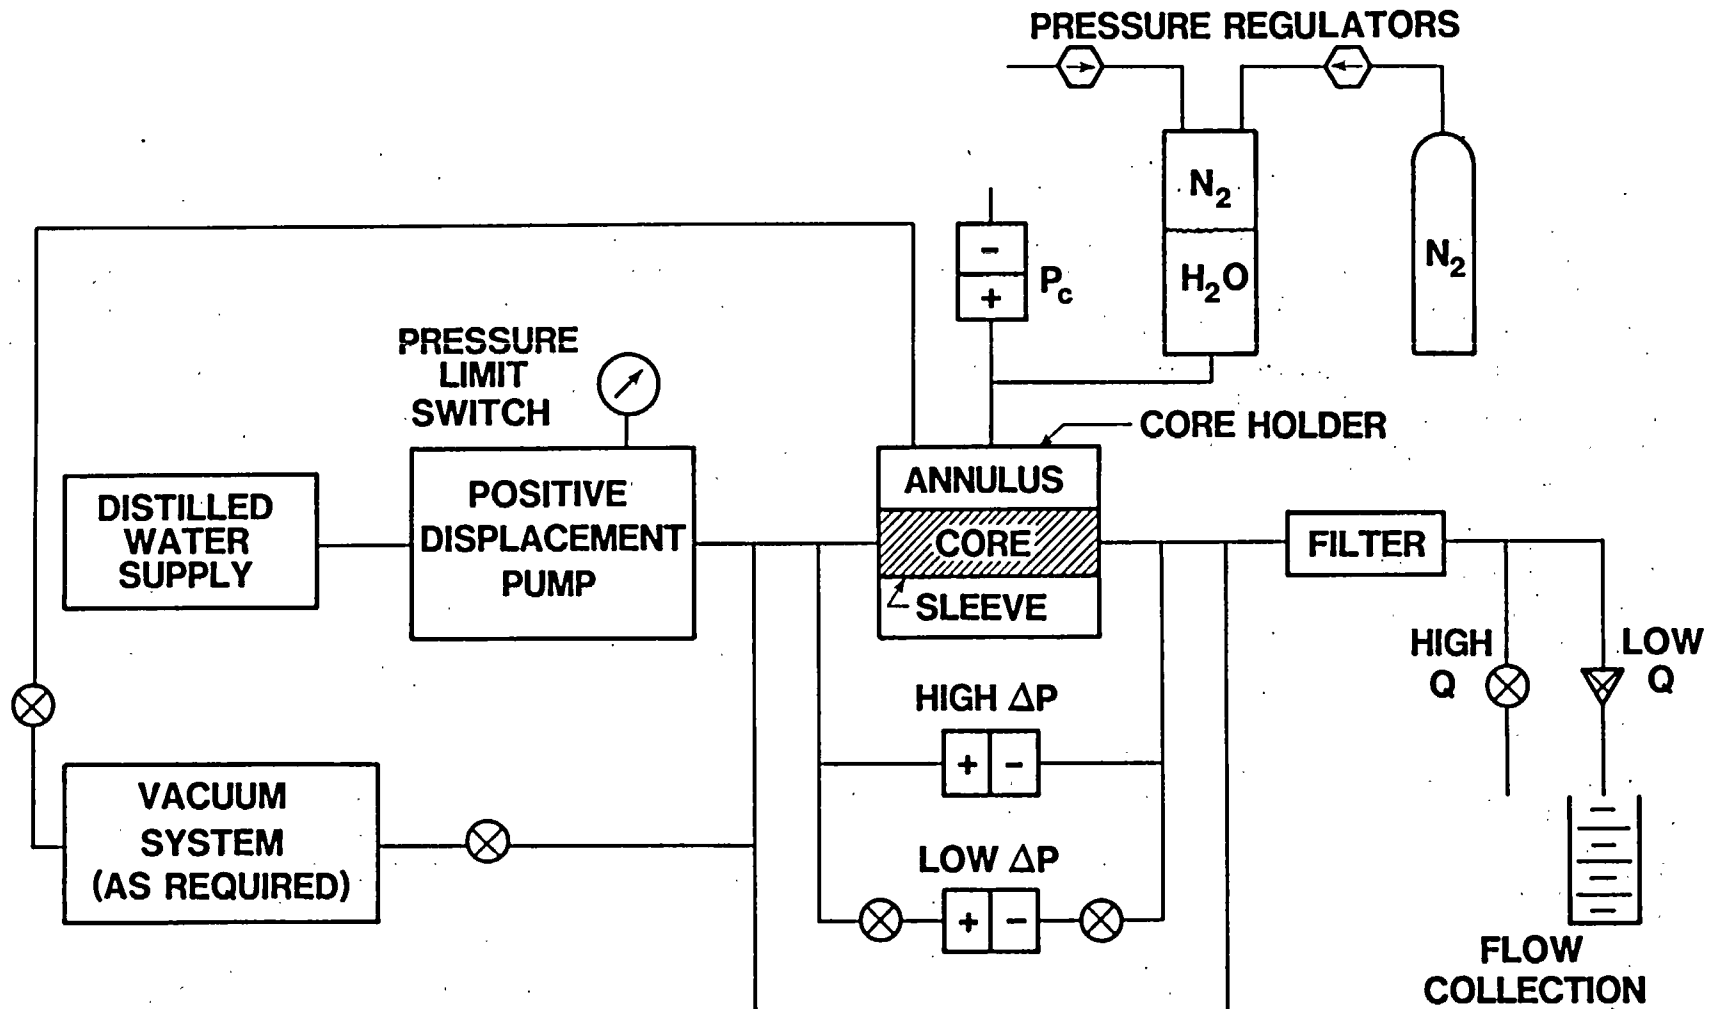 PRESSURE REGULATORS
N₂
H₂O
N₂
−
+
Pc
PRESSURE
LIMIT
SWITCH
CORE HOLDER
DISTILLED
WATER
SUPPLY
POSITIVE
DISPLACEMENT
PUMP
ANNULUS
CORE
SLEEVE
FILTER
HIGH
Q
LOW
Q
HIGH ΔP
+ −
VACUUM
SYSTEM
(AS REQUIRED)
LOW ΔP
+ −
FLOW
COLLECTION